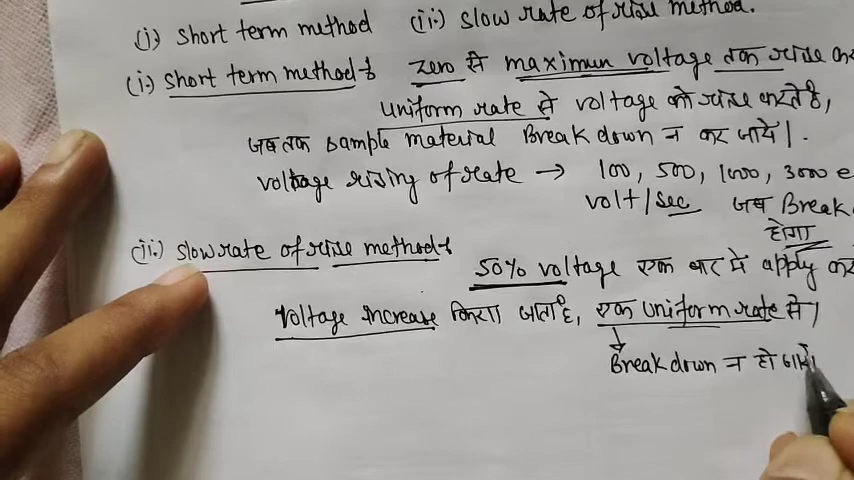 (i) Short term method (ii) slow rate of rise method.
(i.) Short term method :- zero से maximum voltage तक rise
uniform rate से voltage को rise करते है,
जब तक sample material Break down न कर जाये।
voltage rising of rate → 100, 500, 1000, 3000
volt/sec जब Break
होगा
(ii.) slow rate of rise method :-
50% voltage एक बार मे apply
voltage increase किया जाता है, एक uniform rate से।
↓
Break down न हो जाये